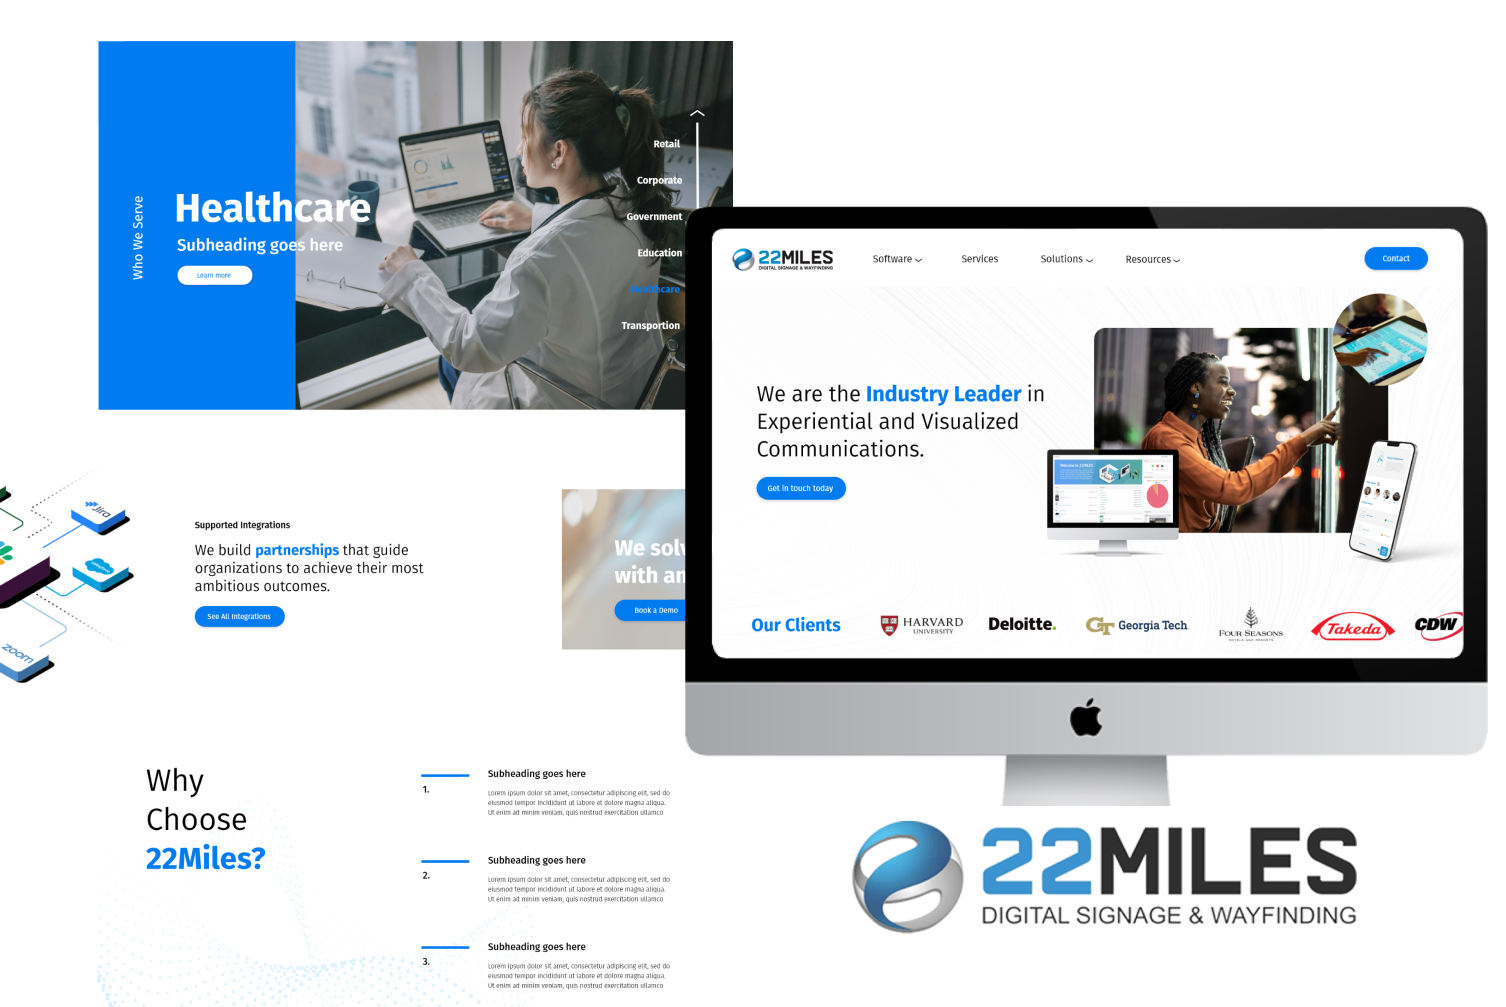 Who We Serve
Healthcare
Subheading goes here
Learn more
Retail
Corporate
Government
Education
Healthcare
Transportion
Jira
zoom
Supported Integrations
We build partnerships that guide
organizations to achieve their most
ambitious outcomes.
See All Integrations
We solv
with an
Book a Demo
Why
Choose
22Miles?
1.
Subheading goes here
Lorem ipsum dolor sit amet, consectetur adipiscing elit, sed do
eiusmod tempor incididunt ut labore et dolore magna aliqua.
Ut enim ad minim veniam, quis nostrud exercitation ullamco
2.
Subheading goes here
Lorem ipsum dolor sit amet, consectetur adipiscing elit, sed do
eiusmod tempor incididunt ut labore et dolore magna aliqua.
Ut enim ad minim veniam, quis nostrud exercitation ullamco
3.
Subheading goes here
Lorem ipsum dolor sit amet, consectetur adipiscing elit, sed do
eiusmod tempor incididunt ut labore et dolore magna aliqua.
Ut enim ad minim veniam, quis nostrud exercitation ullamco
22MILES
DIGITAL SIGNAGE & WAYFINDING
Software
Services
Solutions
Resources
Contact
We are the Industry Leader in
Experiential and Visualized
Communications.
Get in touch today
Welcome to 22MILES
Our Clients
HARVARD
UNIVERSITY
Deloitte.
GT Georgia Tech
FOUR SEASONS
HOTELS AND RESORTS
Takeda
CDW
22MILES
DIGITAL SIGNAGE & WAYFINDING